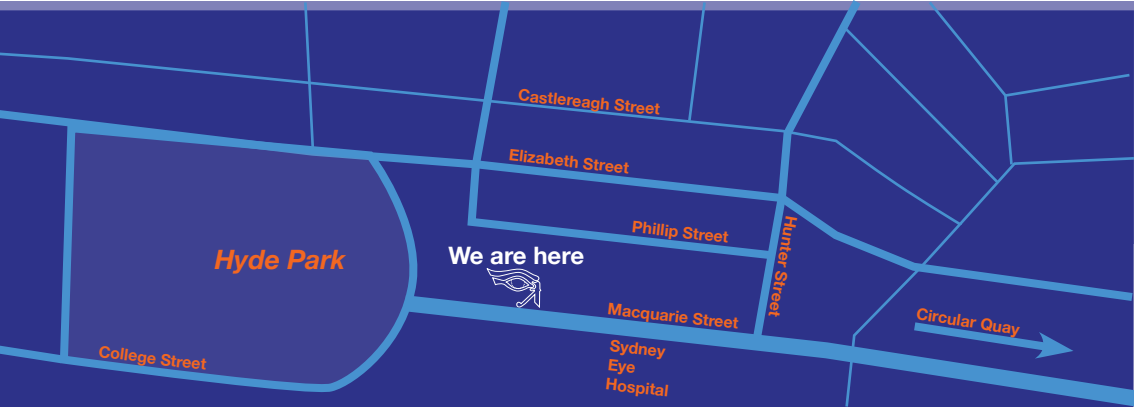 Castlereagh Street
Elizabeth Street
Phillip Street
Hunter Street
Hyde Park
We are here
Macquarie Street
Circular Quay
Sydney
Eye
Hospital
College Street